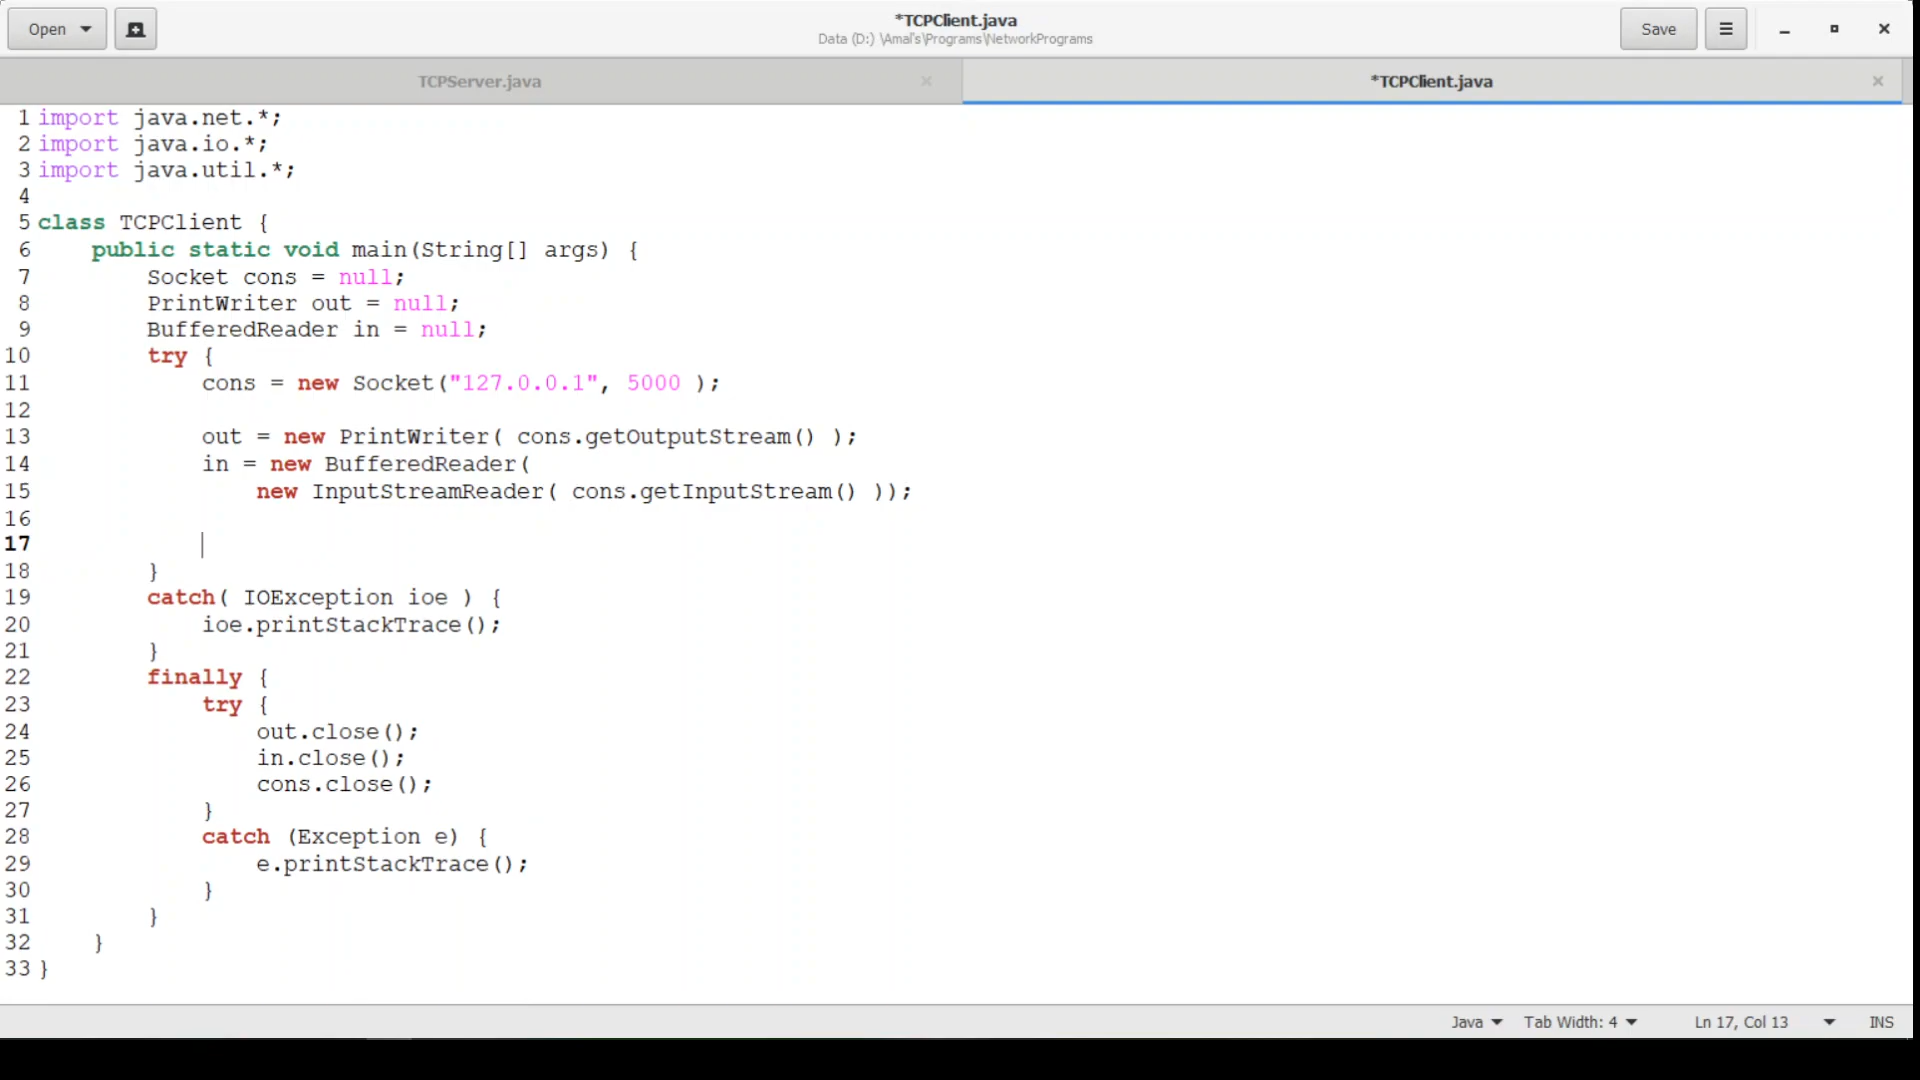 Open
*TCPClient.java
Data (D:) \Amal's\Programs\NetworkPrograms
Save
TCPServer.java
*TCPClient.java
1 import java.net.*;
2 import java.io.*;
3 import java.util.*;
4
5 class TCPClient {
6     public static void main(String[] args) {
7         Socket cons = null;
8         PrintWriter out = null;
9         BufferedReader in = null;
10         try {
11             cons = new Socket("127.0.0.1", 5000 );
12
13             out = new PrintWriter( cons.getOutputStream() );
14             in = new BufferedReader(
15                 new InputStreamReader( cons.getInputStream() ));
16
17
18         }
19         catch( IOException ioe ) {
20             ioe.printStackTrace();
21         }
22         finally {
23             try {
24                 out.close();
25                 in.close();
26                 cons.close();
27             }
28             catch (Exception e) {
29                 e.printStackTrace();
30             }
31         }
32     }
33 }
Java Tab Width: 4 Ln 17, Col 13 INS